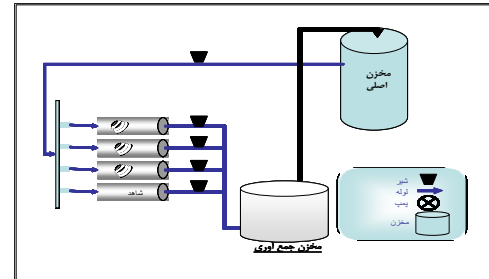 مخزن
اصلی
شاهد
شیر
لوله
پمپ
مخزن
مخزن جمع آوری